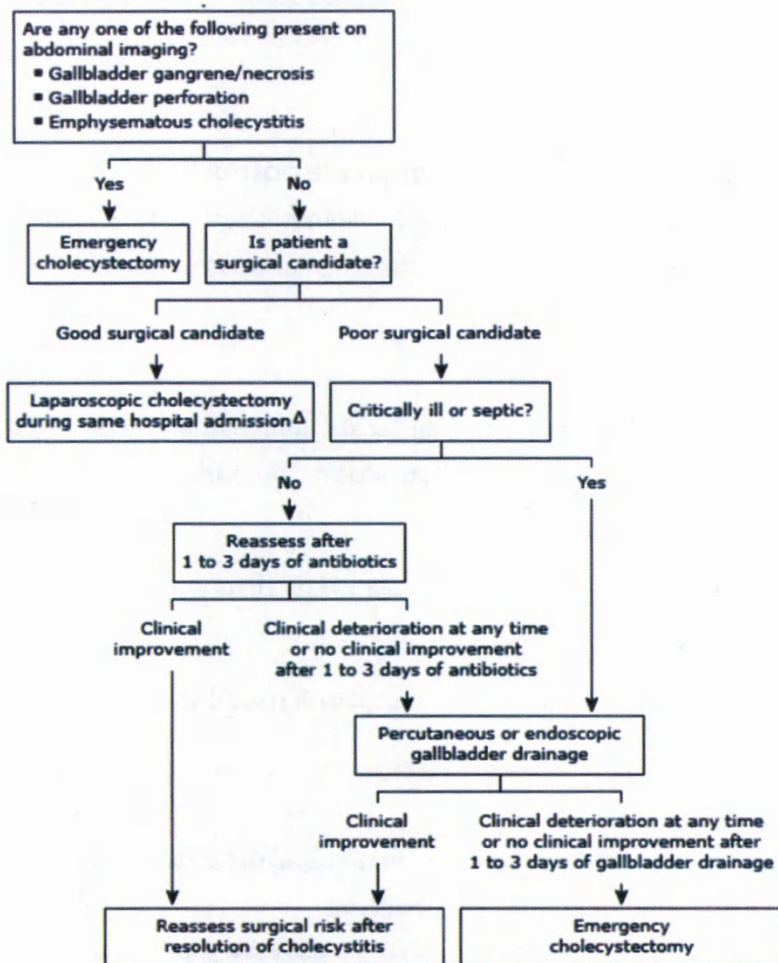 Are any one of the following present on
abdominal imaging?
▪ Gallbladder gangrene/necrosis
▪ Gallbladder perforation
▪ Emphysematous cholecystitis
Yes
No
Emergency
cholecystectomy
Is patient a
surgical candidate?
Good surgical candidate
Poor surgical candidate
Laparoscopic cholecystectomy
during same hospital admission Δ
Critically ill or septic?
No
Yes
Reassess after
1 to 3 days of antibiotics
Clinical
improvement
Clinical deterioration at any time
or no clinical improvement
after 1 to 3 days of antibiotics
Percutaneous or endoscopic
gallbladder drainage
Clinical
improvement
Clinical deterioration at any time
or no clinical improvement after
1 to 3 days of gallbladder drainage
Reassess surgical risk after
resolution of cholecystitis
Emergency
cholecystectomy